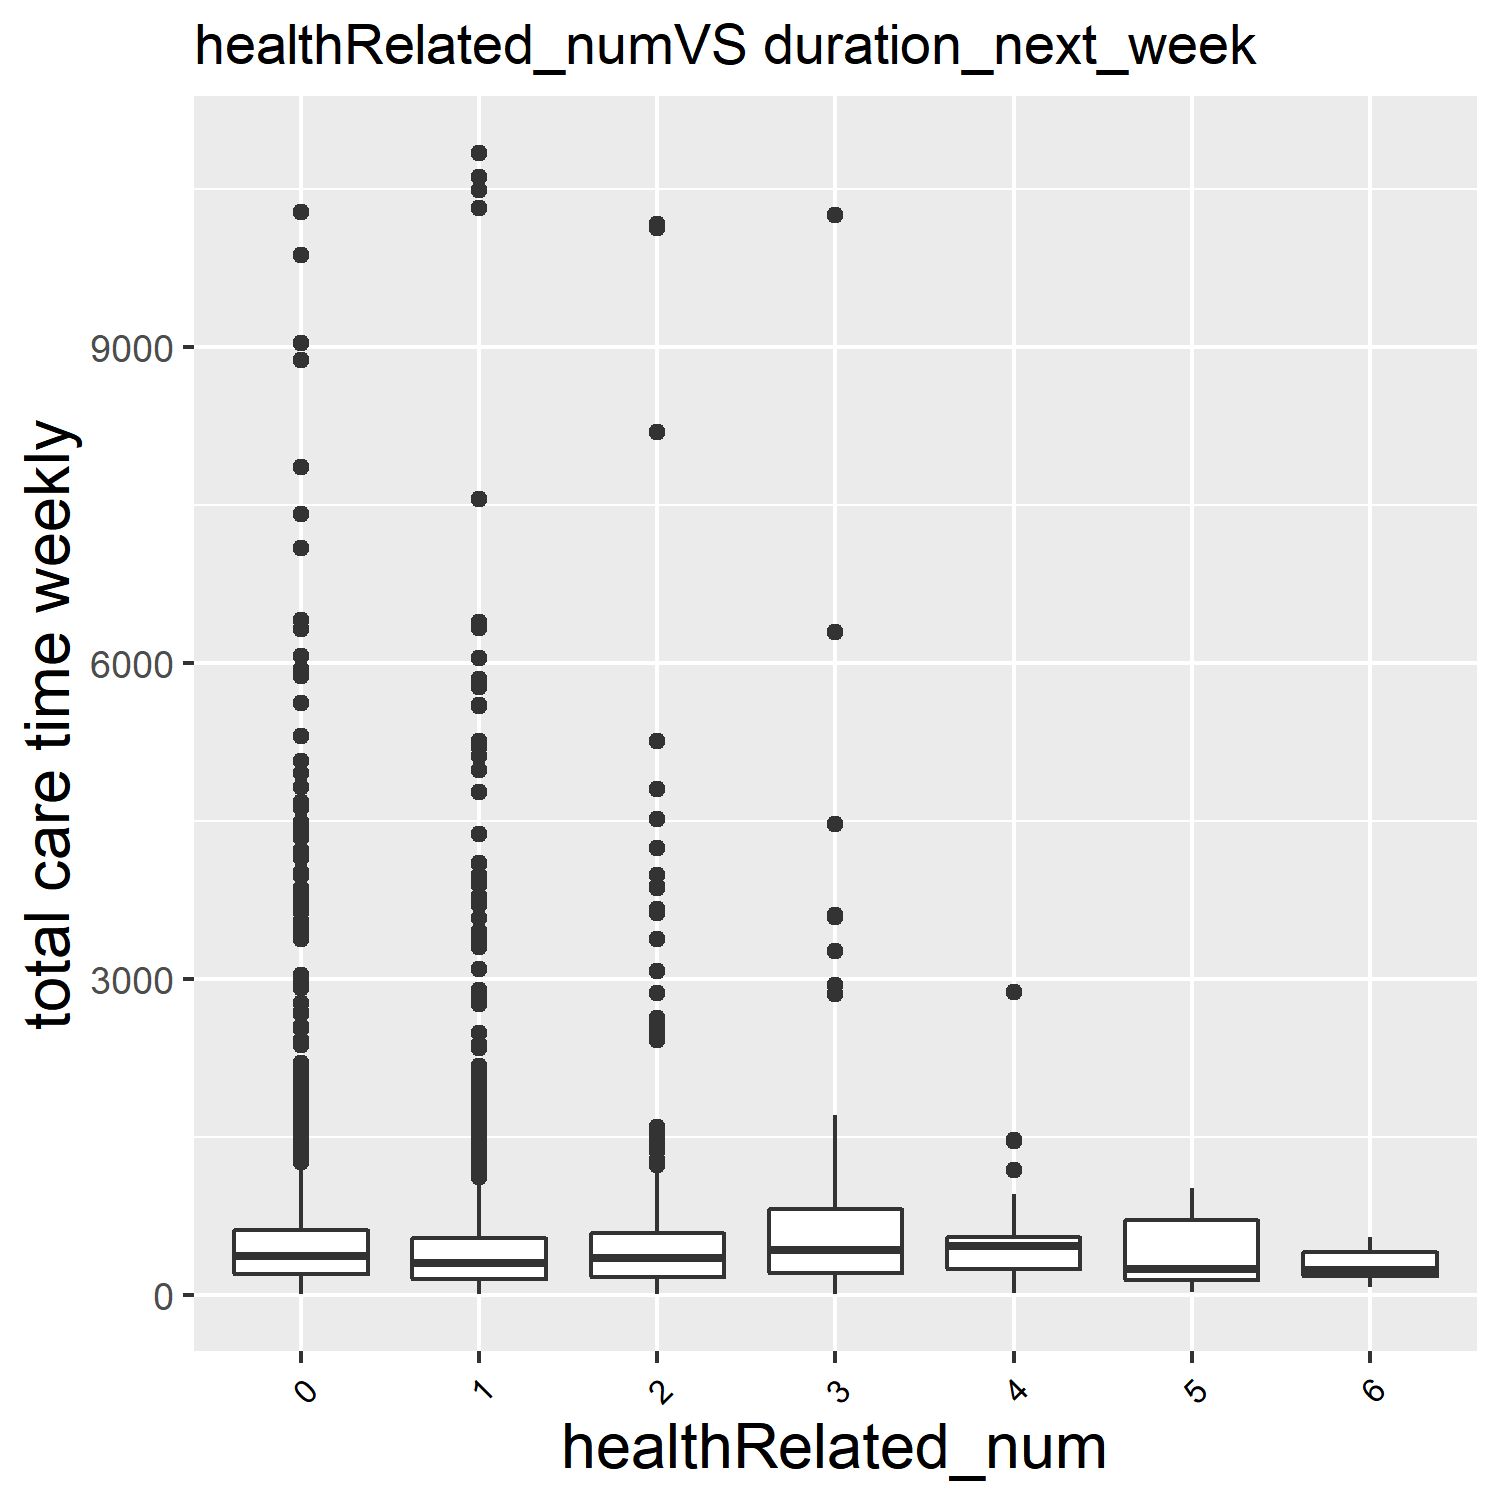 healthRelated_numVS duration_next_week
total care time weekly
9000
6000
3000
0
0 1 2 3 4 5 6
healthRelated_num